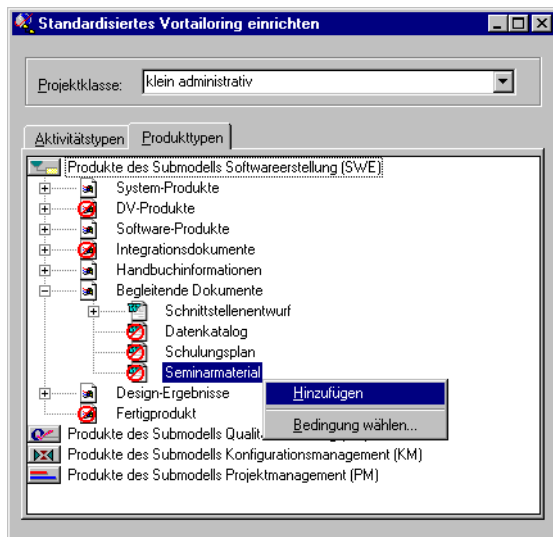 Standardisiertes Vortailoring einrichten
Projektklasse: klein administrativ
Aktivitätstypen Produkttypen
Produkte des Submodells Softwareerstellung (SWE)
System-Produkte
DV-Produkte
Software-Produkte
Integrationsdokumente
Handbuchinformationen
Begleitende Dokumente
Schnittstellenentwurf
Datenkatalog
Schulungsplan
Seminarmaterial
Hinzufügen
Design-Ergebnisse
Fertigprodukt
Bedingung wählen...
Produkte des Submodells
Produkte des Submodells Konfigurationsmanagement (KM)
Produkte des Submodells Projektmanagement (PM)